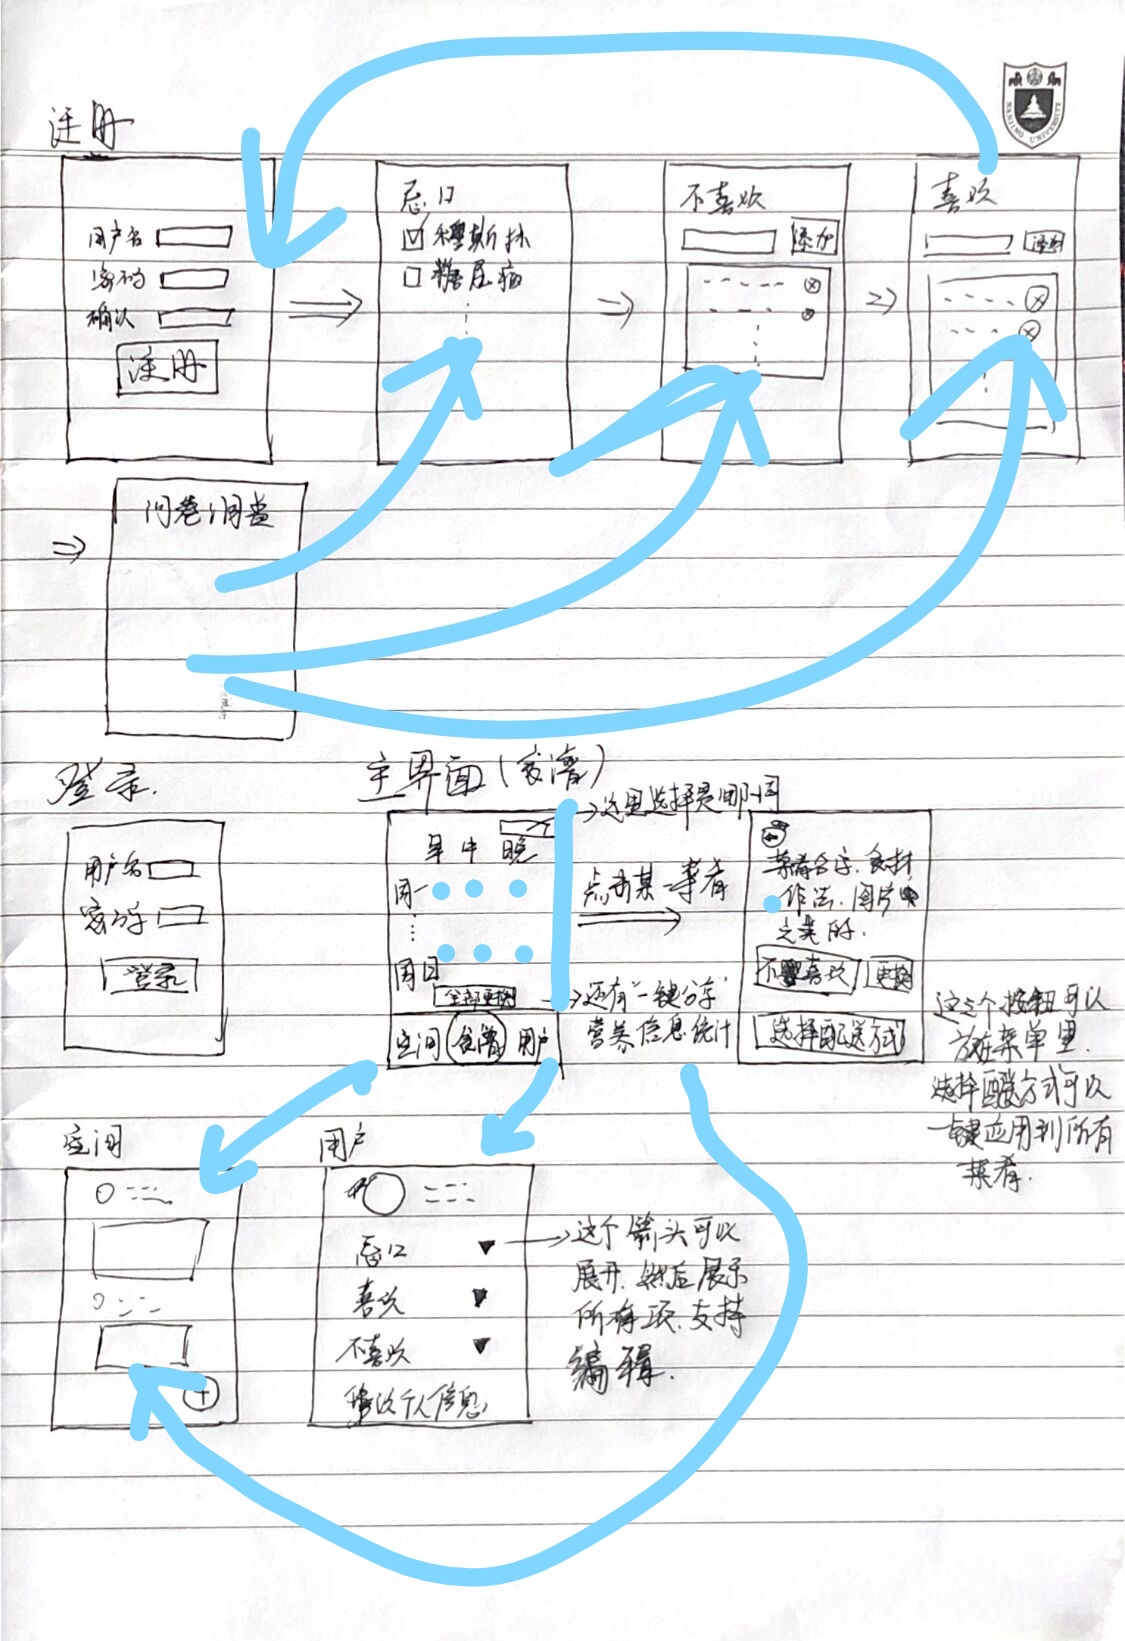 注册
NANJING UNIVERSITY
用户名
密码
确认
注册
忌口
穆斯林
糖尿病
不喜欢
添加
喜欢
添加
问卷调查
登录.
用户名
密码
登录
主界面(食谱)
→这里选择是哪一周
早 中 晚
周一
周日
全部更换
空间 食谱 用户
点击某一菜肴
→还有"一键分享"
营养信息统计
菜肴名字、食材
作法、图片
之类的.
不喜欢
更换
选择配送方式
这三个按钮可以
放在菜单里.
选择配送方式可以
一键应用到所有
菜肴.
空间
用户
忌口
喜欢
不喜欢
修改个人信息
→这个箭头可以
展开,然后展示
所有项,支持
编辑.